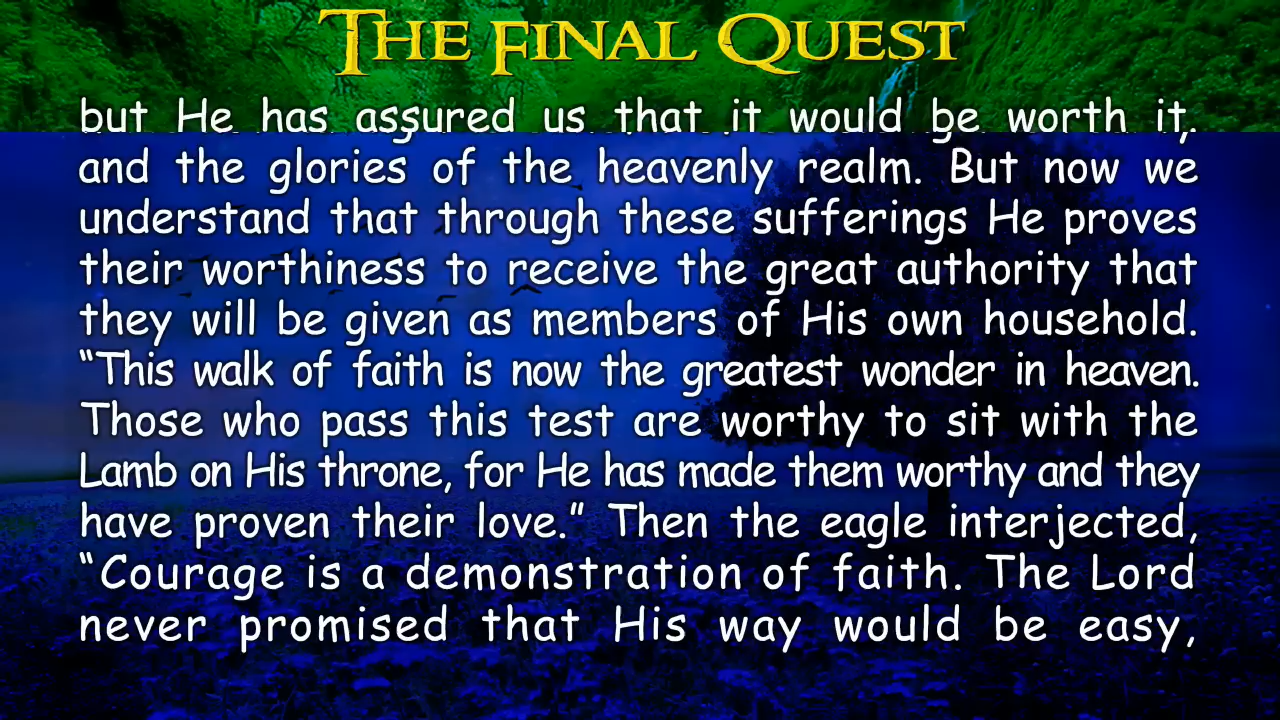 THE FINAL QUEST
but He has assured us that it would be worth it.
and the glories of the heavenly realm. But now we
understand that through these sufferings He proves
their worthiness to receive the great authority that
they will be given as members of His own household.
“This walk of faith is now the greatest wonder in heaven.
Those who pass this test are worthy to sit with the
Lamb on His throne, for He has made them worthy and they
have proven their love.” Then the eagle interjected,
“Courage is a demonstration of faith. The Lord
never promised that His way would be easy,